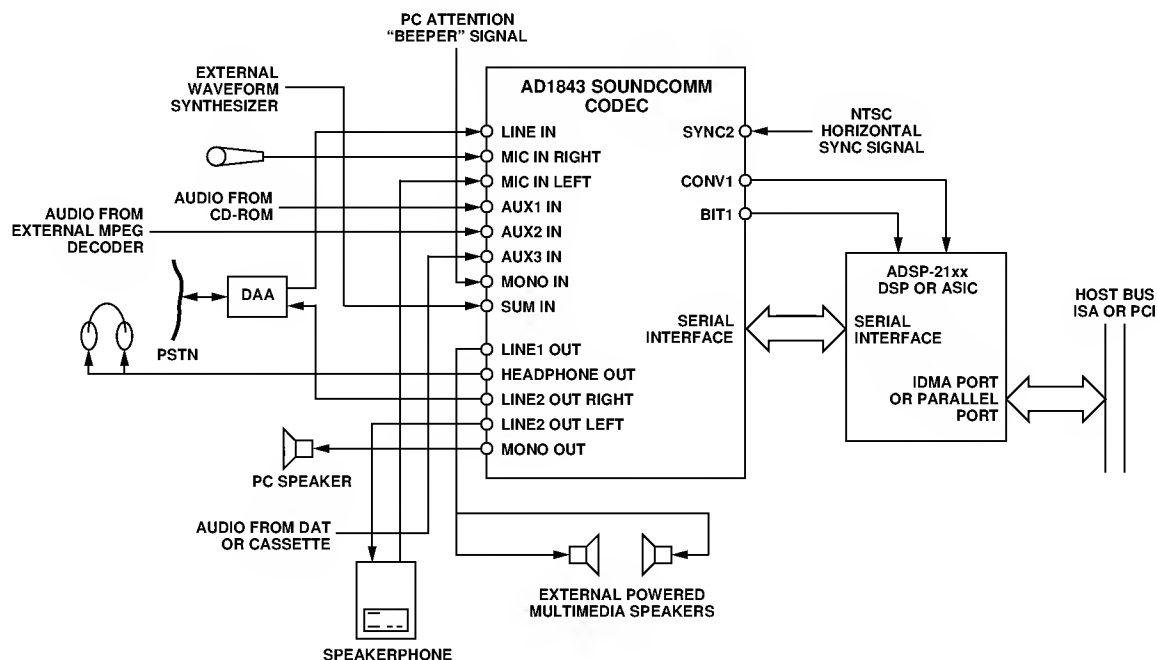 PC ATTENTION
“BEEPER” SIGNAL
EXTERNAL
WAVEFORM
SYNTHESIZER
AUDIO FROM
CD-ROM
AUDIO FROM
EXTERNAL MPEG
DECODER
DAA
PSTN
PC SPEAKER
AUDIO FROM DAT
OR CASSETTE
SPEAKERPHONE
AD1843 SOUNDCOMM
CODEC
LINE IN
MIC IN RIGHT
MIC IN LEFT
AUX1 IN
AUX2 IN
AUX3 IN
MONO IN
SUM IN
LINE1 OUT
HEADPHONE OUT
LINE2 OUT RIGHT
LINE2 OUT LEFT
MONO OUT
SYNC2
CONV1
BIT1
SERIAL
INTERFACE
EXTERNAL POWERED
MULTIMEDIA SPEAKERS
NTSC
HORIZONTAL
SYNC SIGNAL
ADSP-21xx
DSP OR ASIC
SERIAL
INTERFACE
IDMA PORT
OR PARALLEL
PORT
HOST BUS
ISA OR PCI